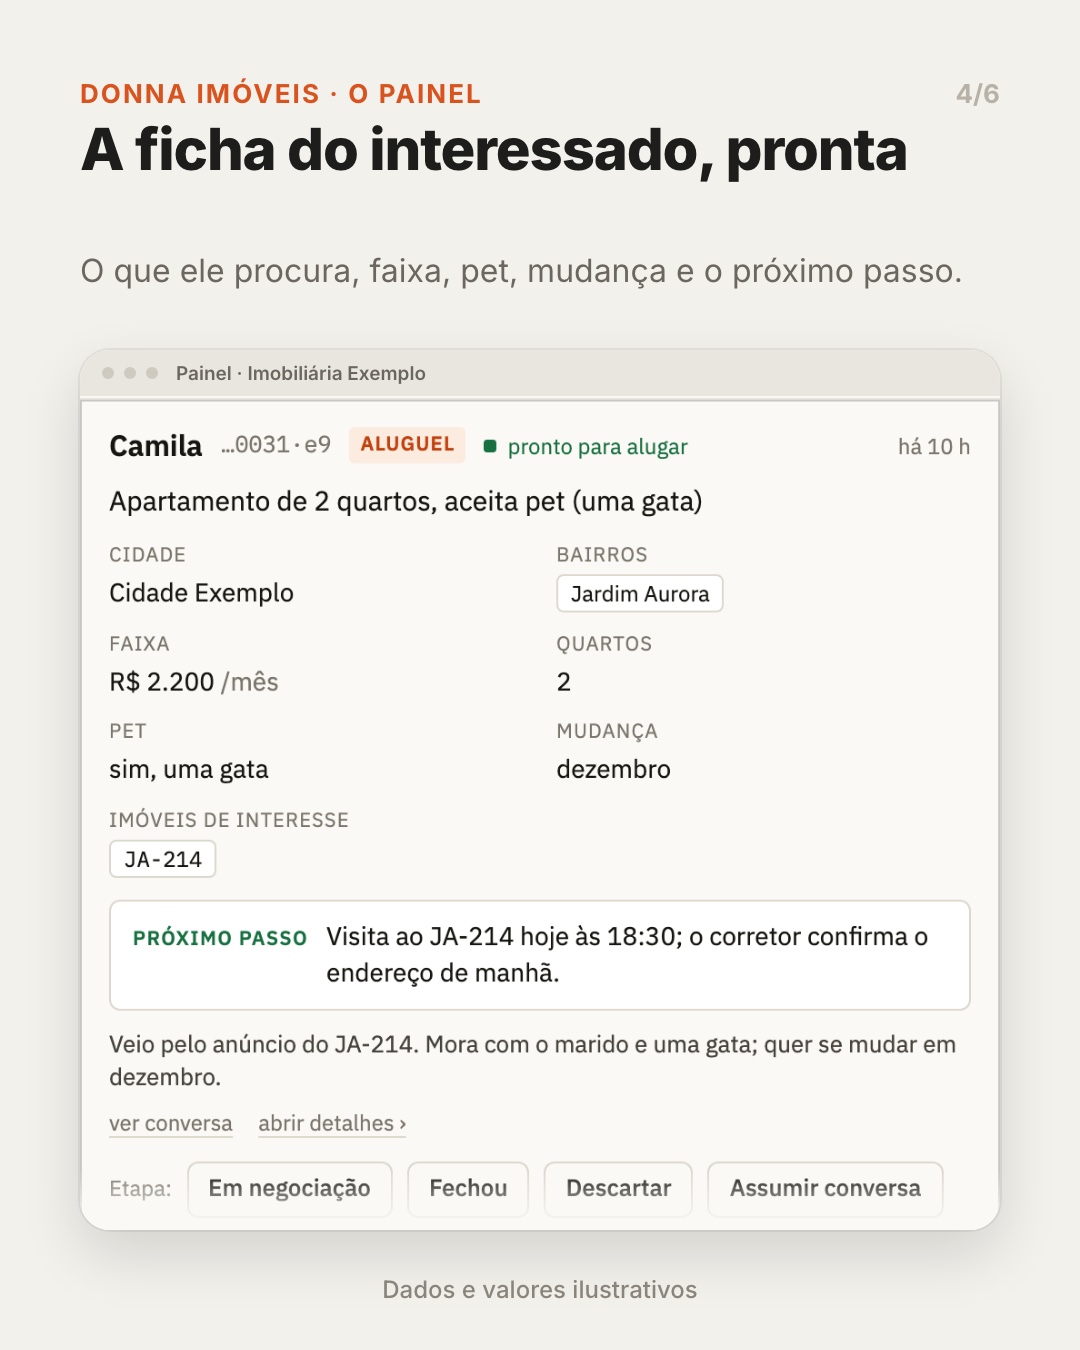 DONNA IMÓVEIS · O PAINEL
4/6
A ficha do interessado, pronta
O que ele procura, faixa, pet, mudança e o próximo passo.
Painel · Imobiliária Exemplo
Camila …0031·e9 ALUGUEL pronto para alugar há 10 h
Apartamento de 2 quartos, aceita pet (uma gata)
CIDADE
Cidade Exemplo
BAIRROS
Jardim Aurora
FAIXA
R$ 2.200 /mês
QUARTOS
2
PET
sim, uma gata
MUDANÇA
dezembro
IMÓVEIS DE INTERESSE
JA-214
PRÓXIMO PASSO Visita ao JA-214 hoje às 18:30; o corretor confirma o
endereço de manhã.
Veio pelo anúncio do JA-214. Mora com o marido e uma gata; quer se mudar em
dezembro.
ver conversa abrir detalhes ›
Etapa: Em negociação Fechou Descartar Assumir conversa
Dados e valores ilustrativos